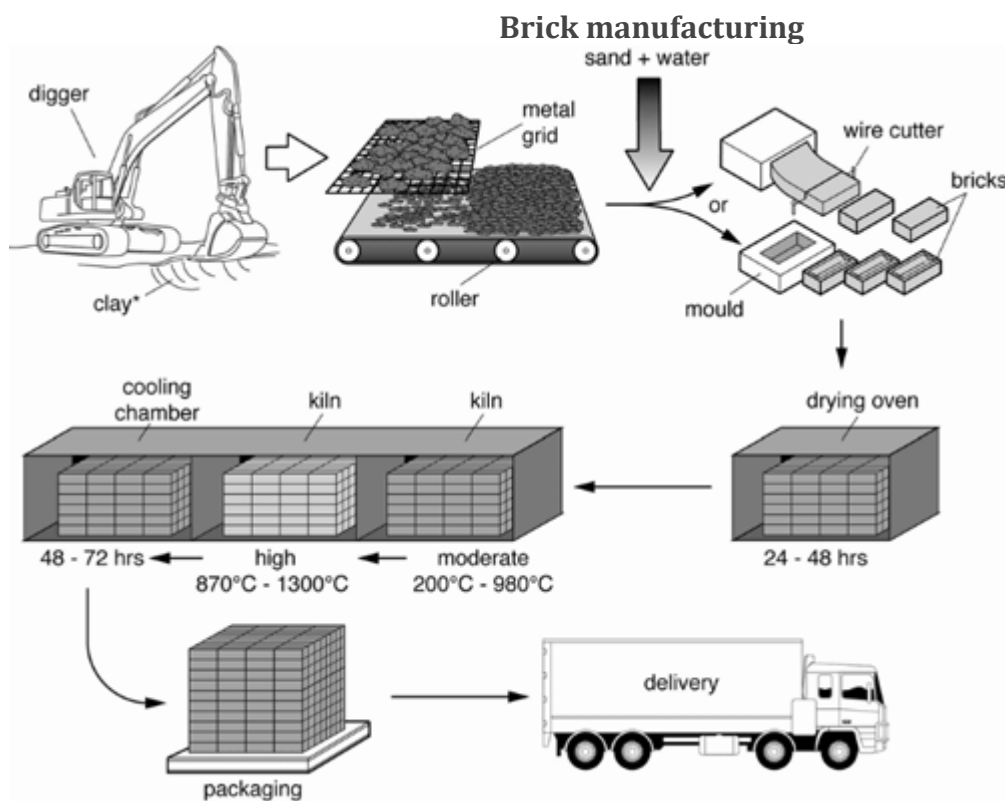 Brick manufacturing
digger
clay*
metal
grid
roller
sand + water
or
wire cutter
bricks
mould
drying oven
24 - 48 hrs
kiln
moderate
200°C - 980°C
kiln
high
870°C - 1300°C
cooling
chamber
48 - 72 hrs
packaging
delivery